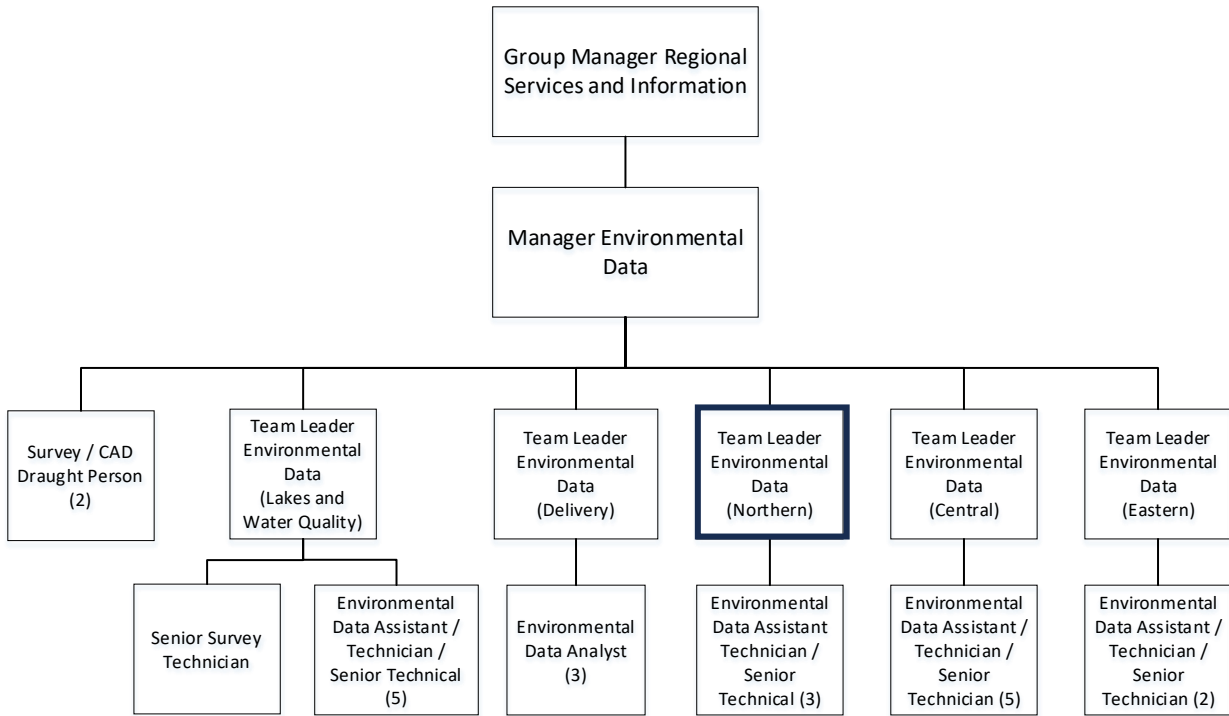 Group Manager Regional
Services and Information
Manager Environmental
Data
Survey / CAD
Draught Person
(2)
Team Leader
Environmental
Data
(Lakes and
Water Quality)
Team Leader
Environmental
Data
(Delivery)
Team Leader
Environmental
Data
(Northern)
Team Leader
Environmental
Data
(Central)
Team Leader
Environmental
Data
(Eastern)
Senior Survey
Technician
Environmental
Data Assistant /
Technician /
Senior Technical
(5)
Environmental
Data Analyst
(3)
Environmental
Data Assistant
Technician /
Senior
Technical (3)
Environmental
Data Assistant /
Technician /
Senior
Technician (5)
Environmental
Data Assistant /
Technician /
Senior
Technician (2)